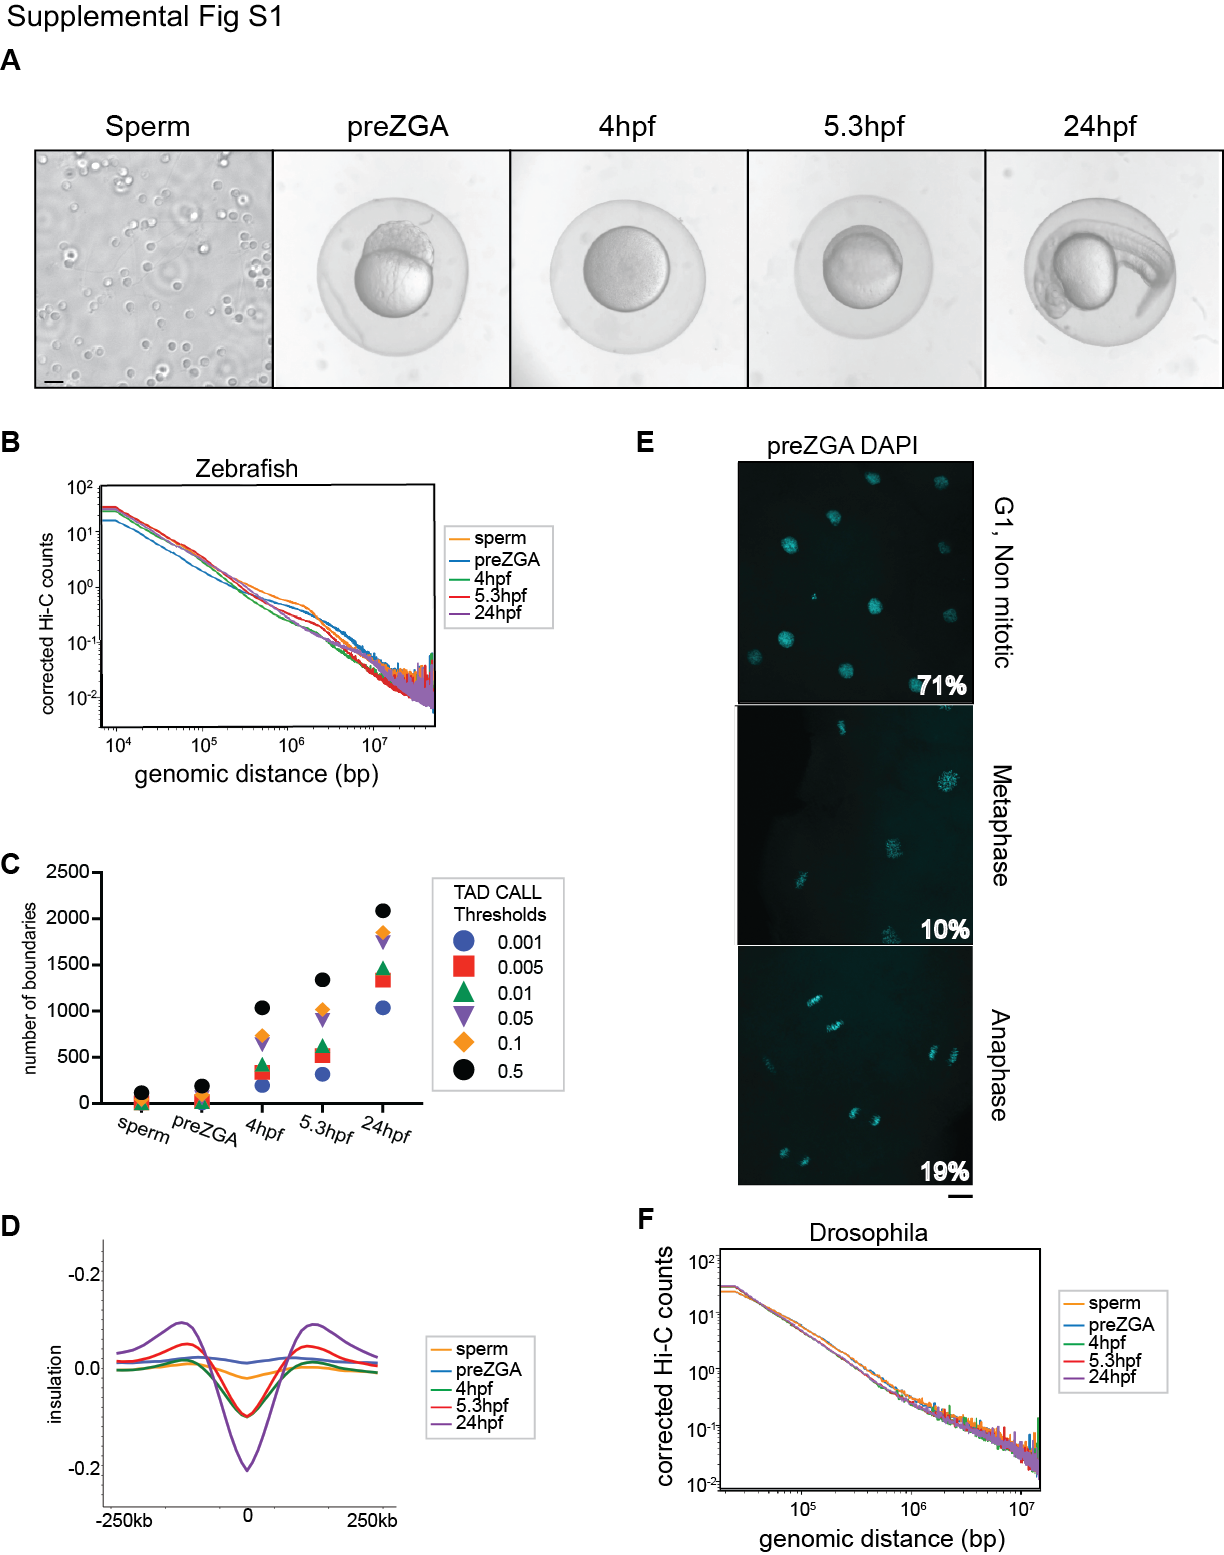 Supplemental Fig S1
A
Sperm
preZGA
4hpf
5.3hpf
24hpf
B
Zebrafish
10²
10¹
10⁰
10⁻¹
10⁻²
corrected Hi-C counts
10⁴
10⁵
10⁶
10⁷
genomic distance (bp)
sperm
preZGA
4hpf
5.3hpf
24hpf
C
2500
2000
1500
1000
500
0
number of boundaries
sperm
preZGA
4hpf
5.3hpf
24hpf
TAD CALL
Thresholds
0.001
0.005
0.01
0.05
0.1
0.5
D
-0.2
0.0
-0.2
insulation
-250kb
0
250kb
sperm
preZGA
4hpf
5.3hpf
24hpf
E
preZGA DAPI
G1, Non mitotic
71%
Metaphase
10%
Anaphase
19%
F
Drosophila
10²
10¹
10⁰
10⁻¹
10⁻²
corrected Hi-C counts
10⁵
10⁶
10⁷
genomic distance (bp)
sperm
preZGA
4hpf
5.3hpf
24hpf